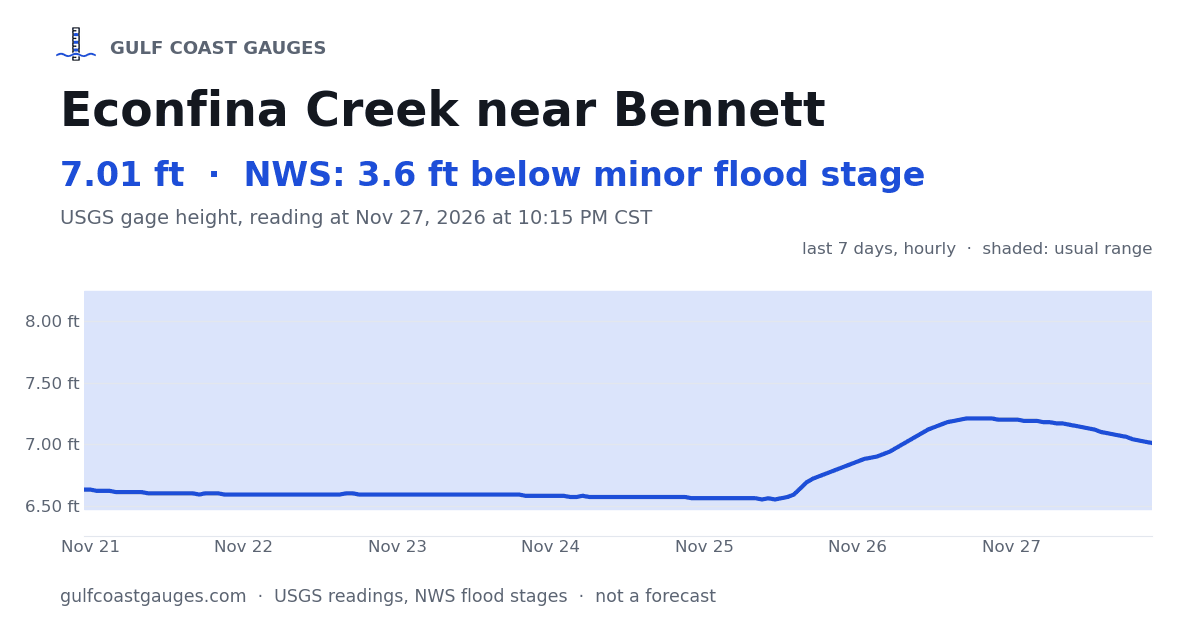 GULF COAST GAUGES
Econfina Creek near Bennett
7.01 ft · NWS: 3.6 ft below minor flood stage
USGS gage height, reading at Nov 27, 2026 at 10:15 PM CST
last 7 days, hourly · shaded: usual range
8.00 ft
7.50 ft
7.00 ft
6.50 ft
Nov 21 Nov 22 Nov 23 Nov 24 Nov 25 Nov 26 Nov 27
gulfcoastgauges.com · USGS readings, NWS flood stages · not a forecast